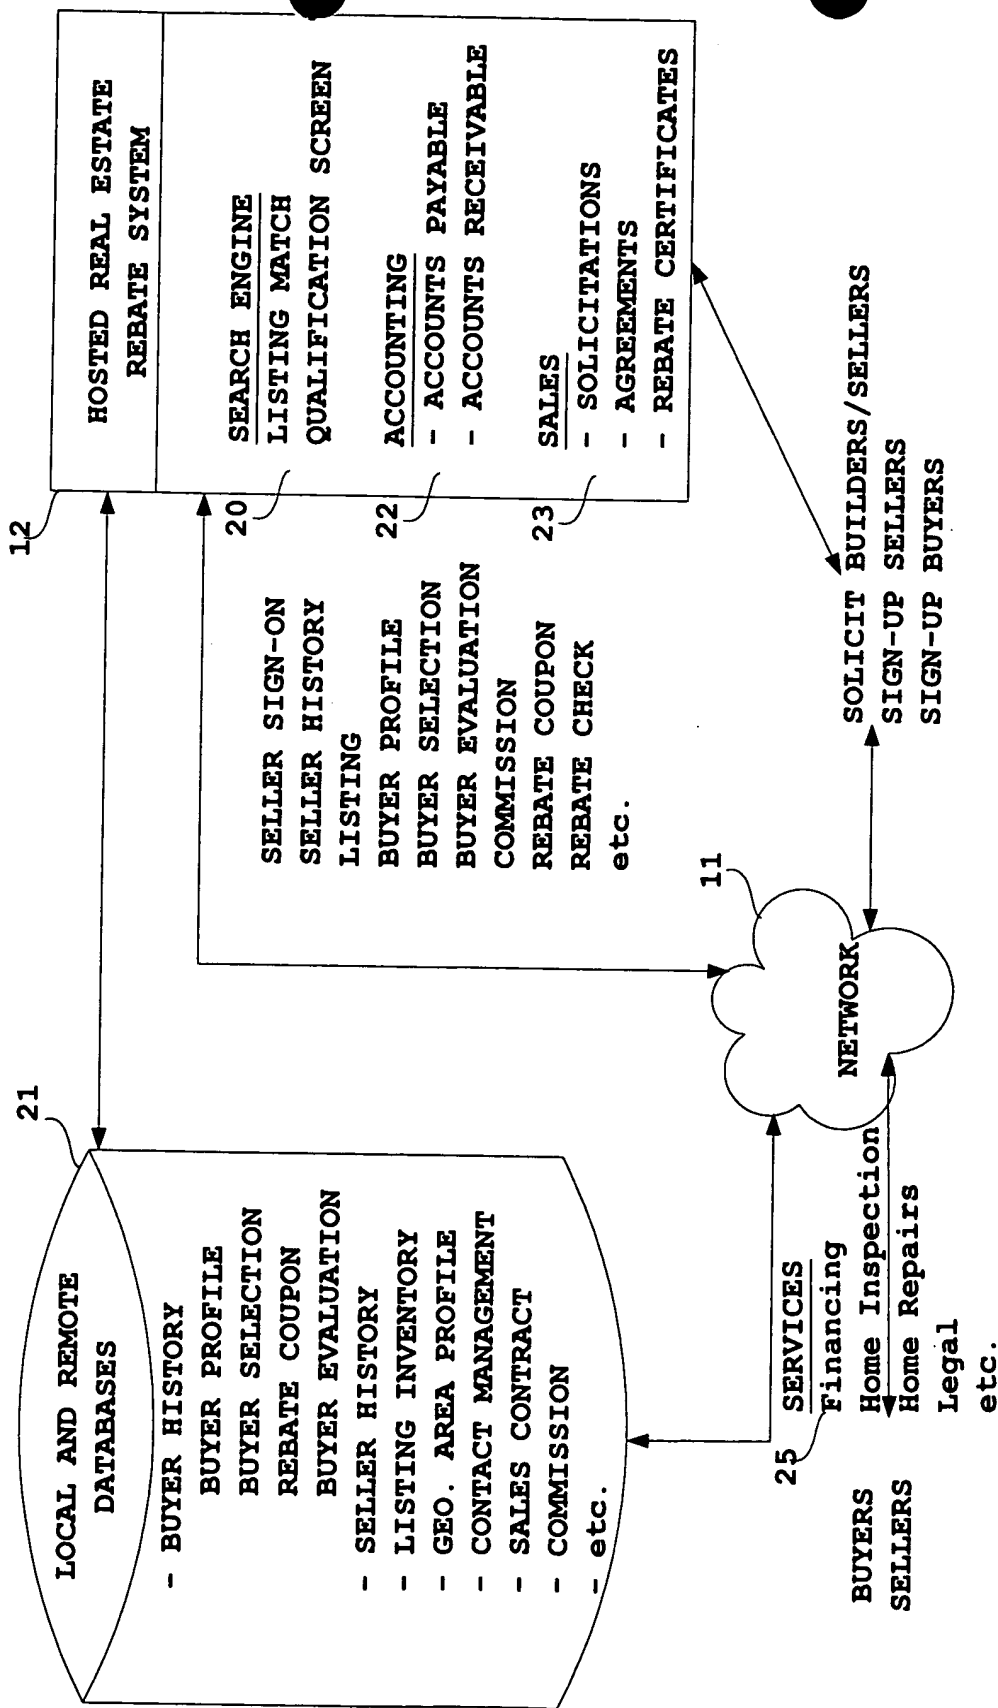 LOCAL AND REMOTE
DATABASES
21
- BUYER HISTORY
BUYER PROFILE
BUYER SELECTION
REBATE COUPON
BUYER EVALUATION
- SELLER HISTORY
- LISTING INVENTORY
- GEO. AREA PROFILE
- CONTACT MANAGEMENT
- SALES CONTRACT
- COMMISSION
- etc.
12
HOSTED REAL ESTATE
REBATE SYSTEM
20
SEARCH ENGINE
LISTING MATCH
QUALIFICATION SCREEN
22
ACCOUNTING
- ACCOUNTS PAYABLE
- ACCOUNTS RECEIVABLE
23
SALES
- SOLICITATIONS
- AGREEMENTS
- REBATE CERTIFICATES
SELLER SIGN-ON
SELLER HISTORY
LISTING
BUYER PROFILE
BUYER SELECTION
BUYER EVALUATION
COMMISSION
REBATE COUPON
REBATE CHECK
etc.
11
NETWORK
SOLICIT BUILDERS/SELLERS
SIGN-UP SELLERS
SIGN-UP BUYERS
25
SERVICES
Financing
Home Inspection
Home Repairs
Legal
etc.
BUYERS
SELLERS